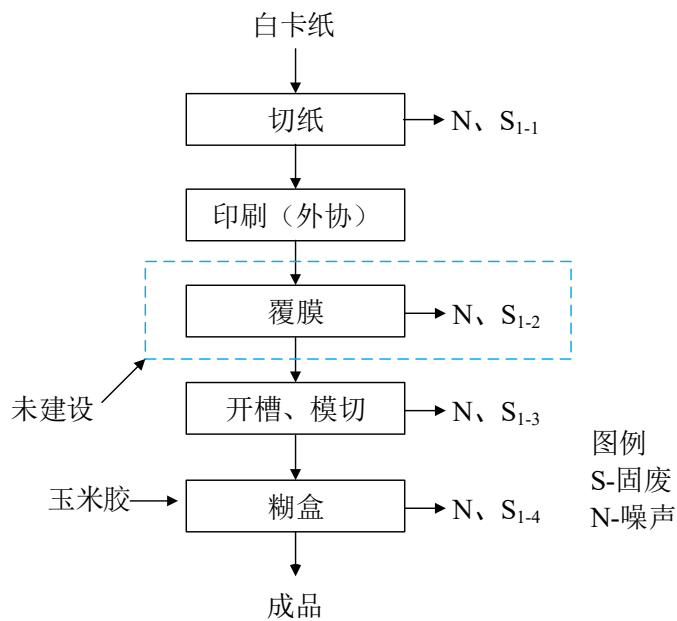 白卡纸
切纸
N、S1-1
印刷（外协）
覆膜
N、S1-2
未建设
开槽、模切
N、S1-3
玉米胶
糊盒
N、S1-4
成品
图例
S-固废
N-噪声